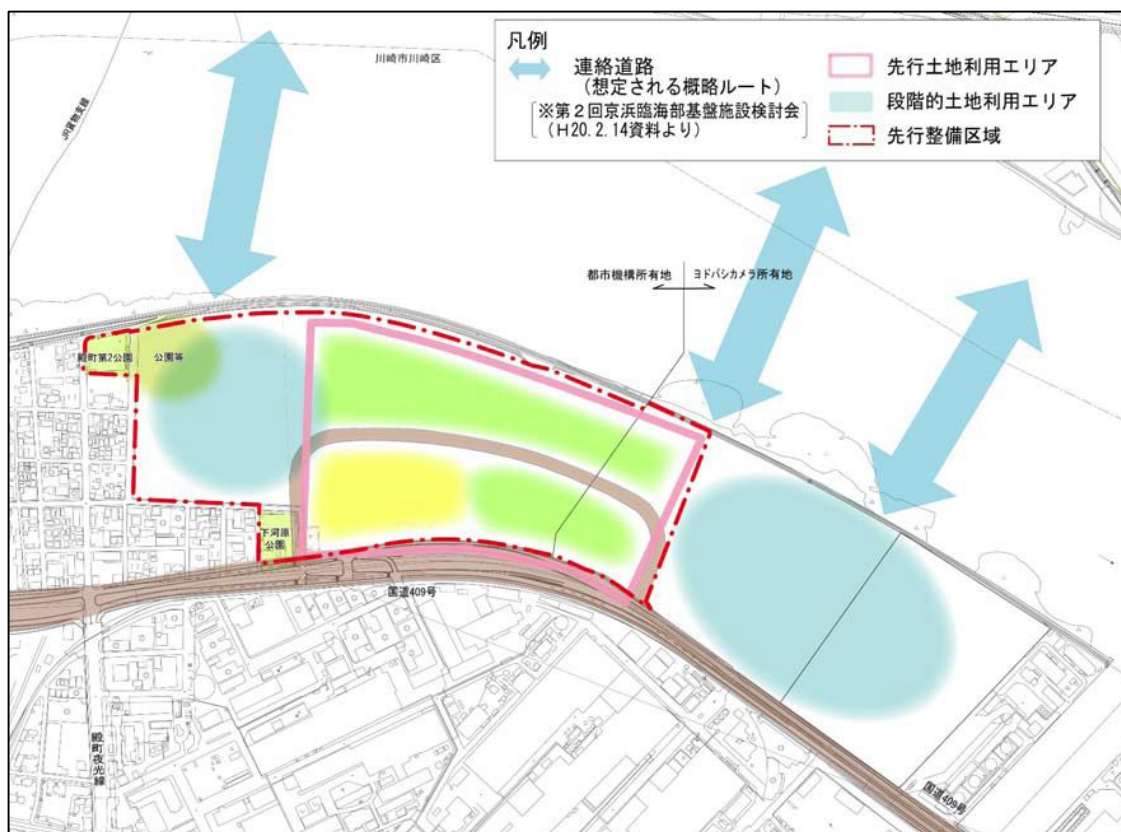 凡例
連絡道路
(想定される概略ルート)
※第2回京浜臨海部基盤施設検討会
(H20.2.14資料より)
先行土地利用エリア
段階的土地利用エリア
先行整備区域
川崎市川崎区
JR貨物支線
都市機構所有地
ヨドバシカメラ所有地
殿町第2公園
公園等
下河原
公園
国道409号
殿町夜光線
国道409号